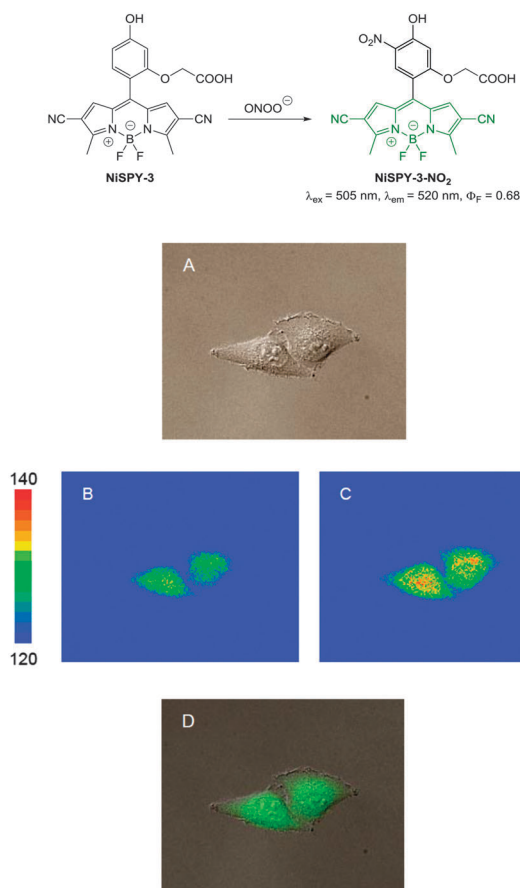 OH
OH
O₂N
O
COOH
O
COOH
NC
CN
ONOO⊖
NC
CN
N
B
N
N
B
N
⊕
⊖
⊕
⊖
F
F
F
F
NiSPY-3
NiSPY-3-NO₂
λex = 505 nm, λem = 520 nm, ΦF = 0.68
A
140
B
C
120
D